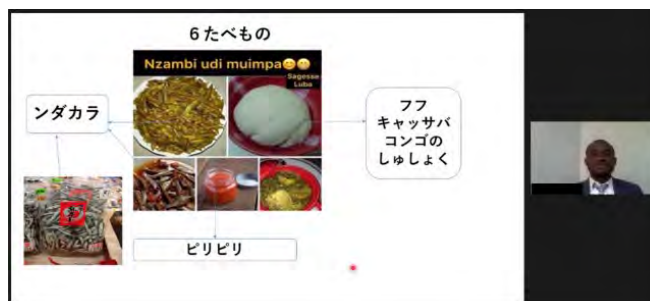 ６たべもの
Nzambi udi muimpa😊😁
Sagesse
Luba
ンダカラ
フフ
キャッサバ
コンゴの
しゅしょく
ピリピリ